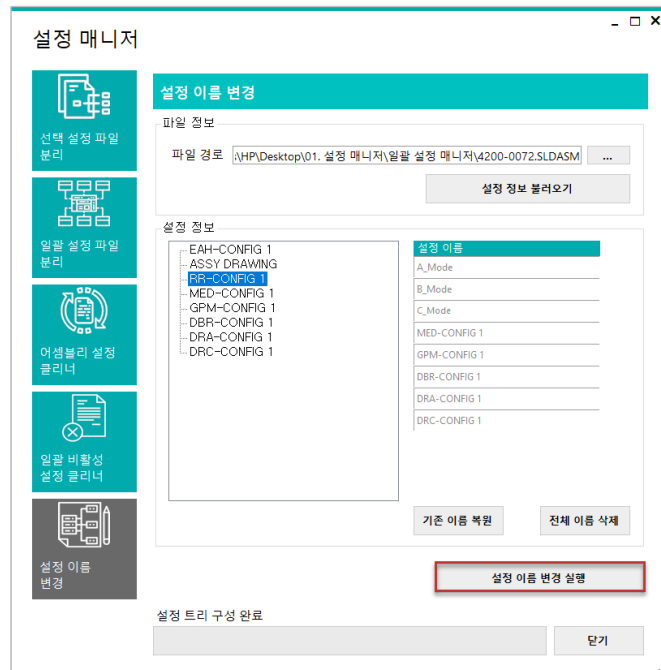 설정 매니저
선택 설정 파일
분리
일괄 설정 파일
분리
어셈블리 설정
클리너
일괄 비활성
설정 클리너
설정 이름
변경
설정 이름 변경
파일 정보
파일 경로 :\HP\Desktop\01. 설정 매니저\일괄 설정 매니저\4200-0072.SLDASM ...
설정 정보 불러오기
설정 정보
EAH-CONFIG 1
ASSY DRAWING
RR-CONFIG 1
MED-CONFIG 1
GPM-CONFIG 1
DBR-CONFIG 1
DRA-CONFIG 1
DRC-CONFIG 1
설정 이름
A_Mode
B_Mode
C_Mode
MED-CONFIG 1
GPM-CONFIG 1
DBR-CONFIG 1
DRA-CONFIG 1
DRC-CONFIG 1
기존 이름 복원 전체 이름 삭제
설정 이름 변경 실행
설정 트리 구성 완료
닫기